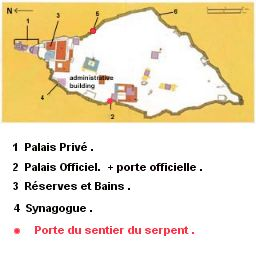 N
5
6
1
3
administrative
building
4
2
1 Palais Privé .
2 Palais Officiel. + porte officielle .
3 Réserves et Bains .
4 Synagogue .
Porte du sentier du serpent .